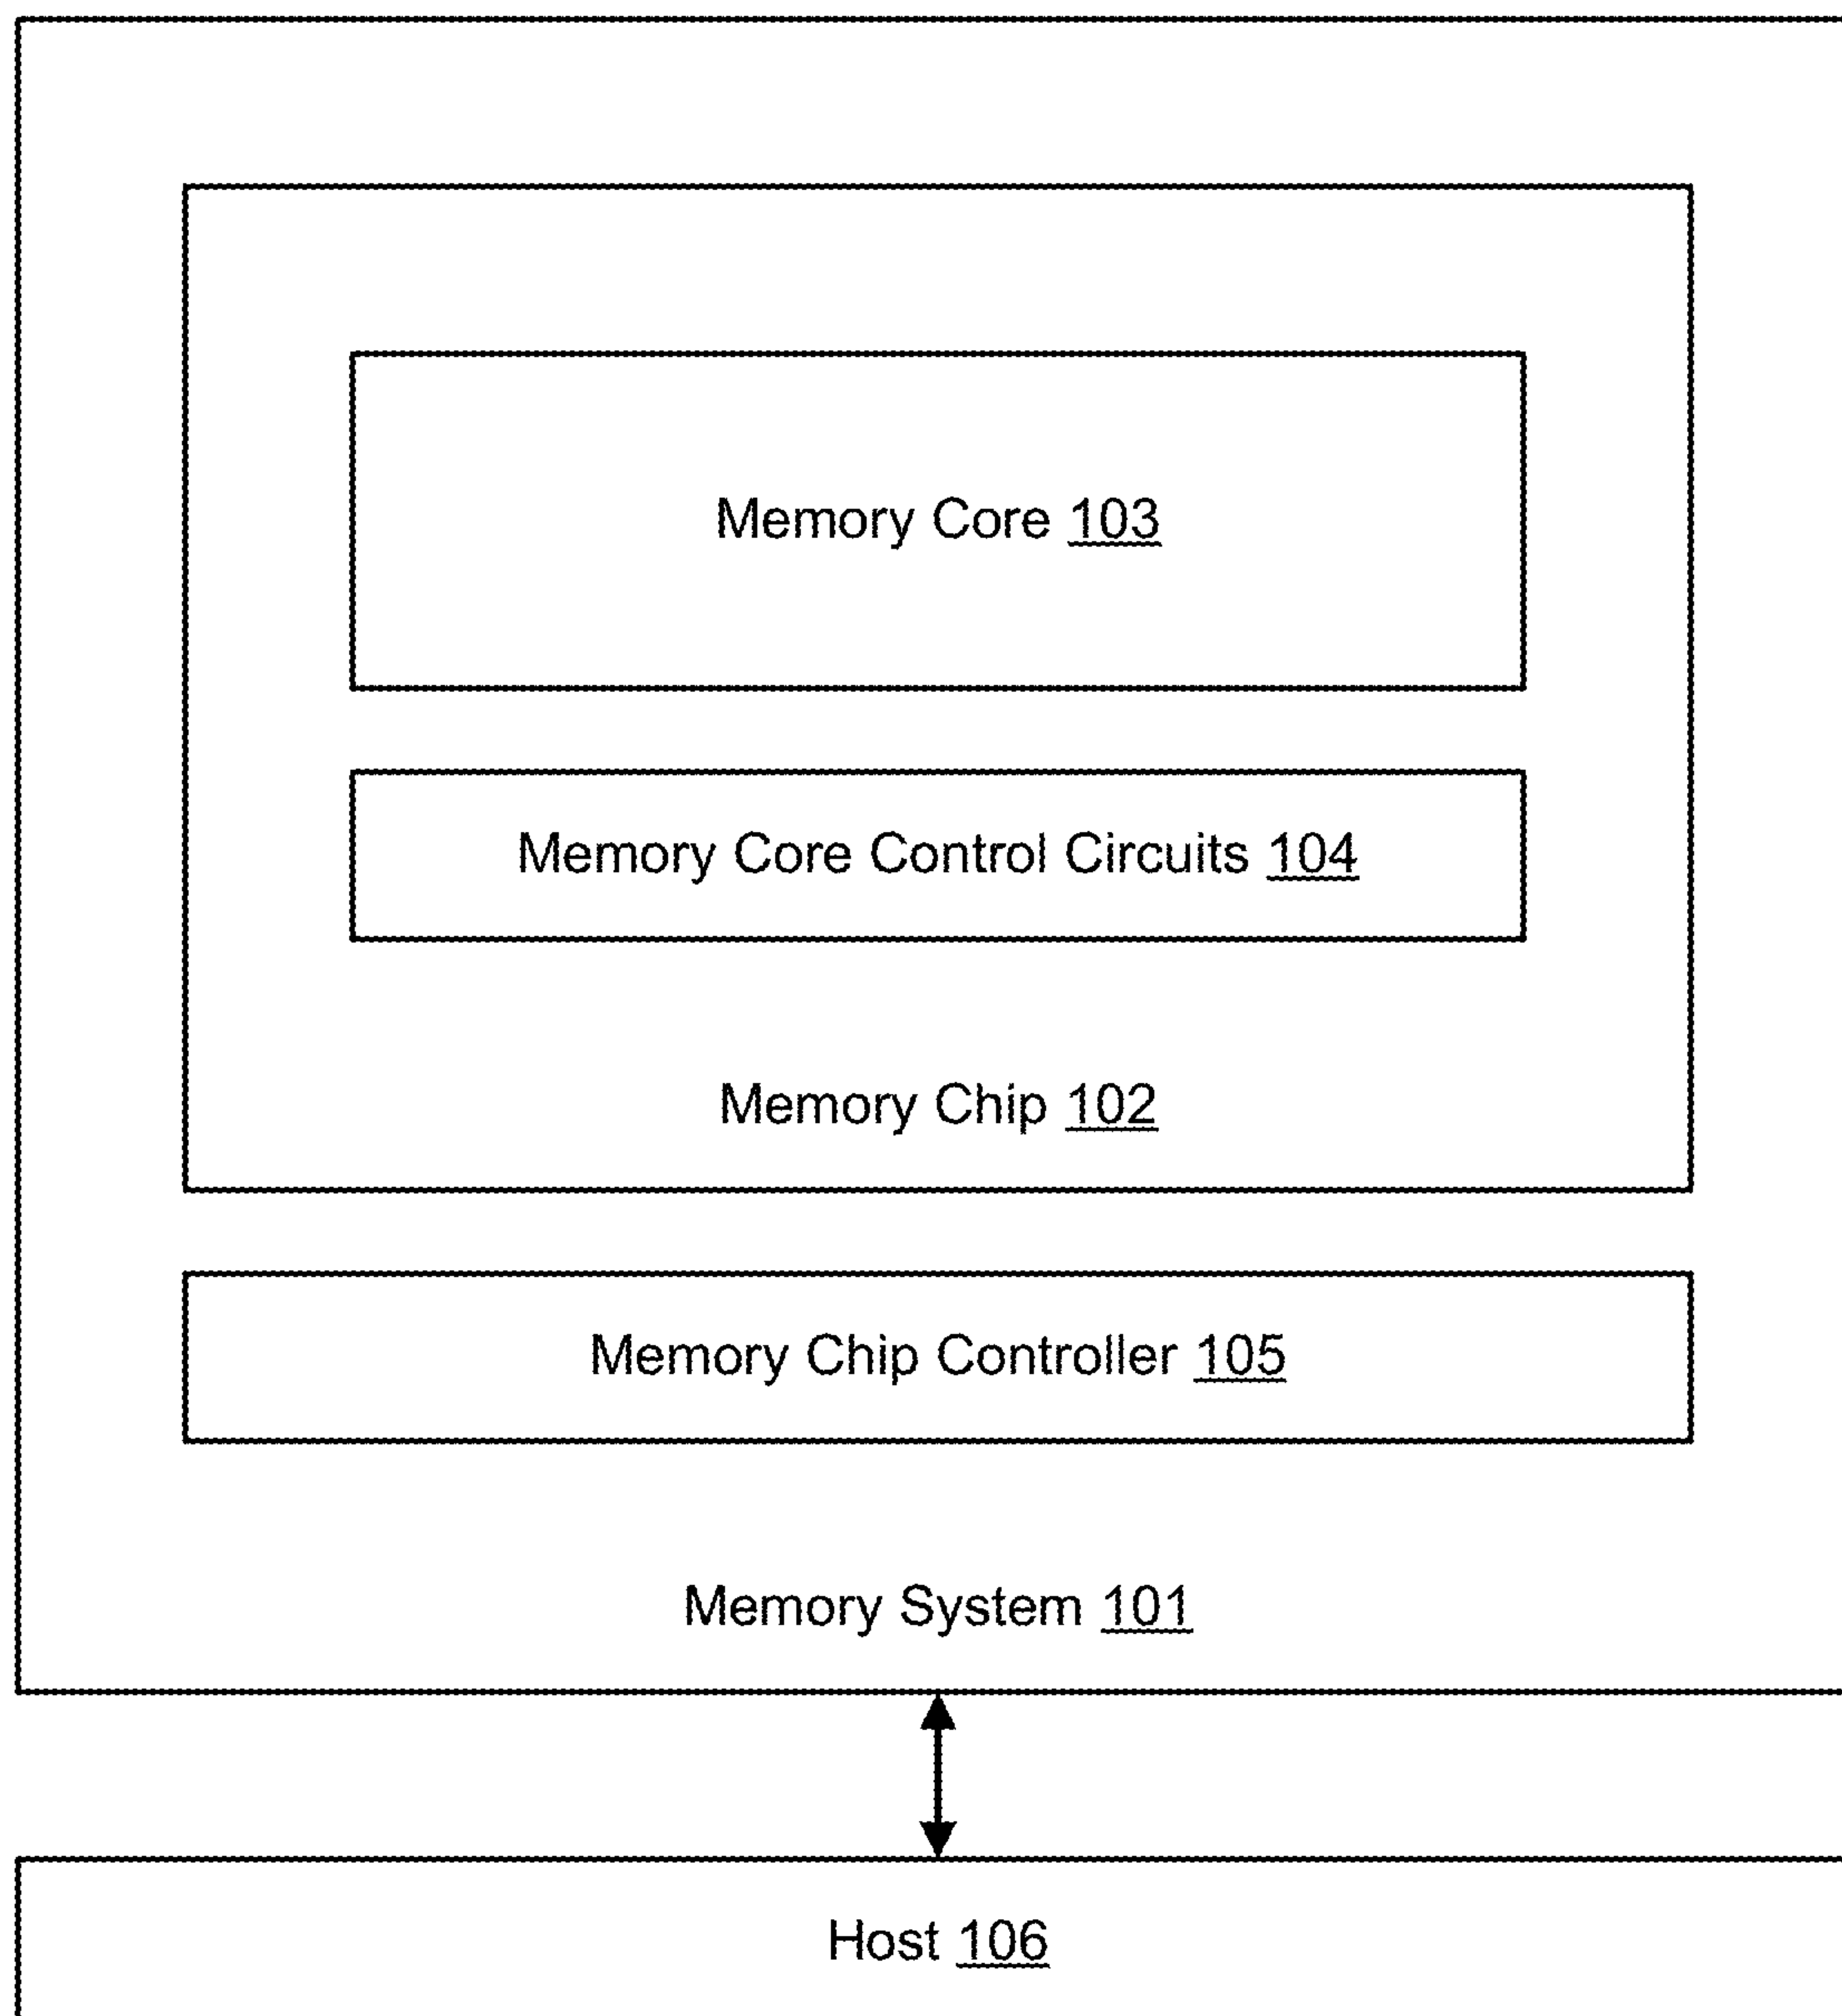 Memory Core 103
Memory Core Control Circuits 104
Memory Chip 102
Memory Chip Controller 105
Memory System 101
Host 106